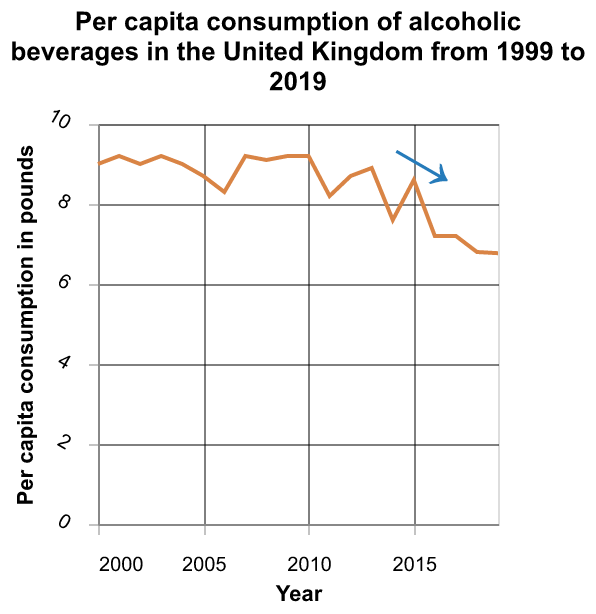 Per capita consumption of alcoholic
beverages in the United Kingdom from 1999 to
2019
Per capita consumption in pounds
10
8
6
4
2
0
2000 2005 2010 2015
Year